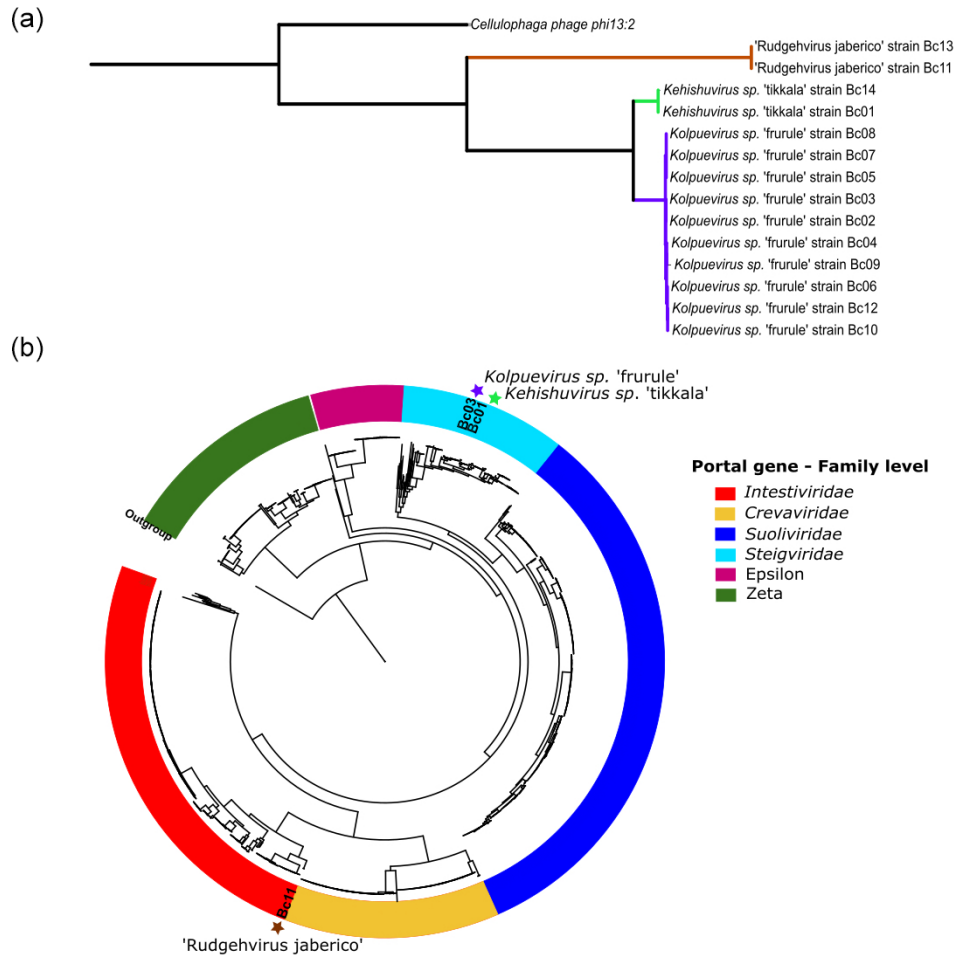 (a)
Cellulophaga phage phi13:2
'Rudgehvirus jaberico' strain Bc13
'Rudgehvirus jaberico' strain Bc11
Kehishuvirus sp. 'tikkala' strain Bc14
Kehishuvirus sp. 'tikkala' strain Bc01
Kolpuevirus sp. 'frurule' strain Bc08
Kolpuevirus sp. 'frurule' strain Bc07
Kolpuevirus sp. 'frurule' strain Bc05
Kolpuevirus sp. 'frurule' strain Bc03
Kolpuevirus sp. 'frurule' strain Bc02
Kolpuevirus sp. 'frurule' strain Bc04
Kolpuevirus sp. 'frurule' strain Bc09
Kolpuevirus sp. 'frurule' strain Bc06
Kolpuevirus sp. 'frurule' strain Bc12
Kolpuevirus sp. 'frurule' strain Bc10
(b)
Kolpuevirus sp. 'frurule'
Kehishuvirus sp. 'tikkala'
Bc03
Bc01
Outgroup
Portal gene - Family level
Intestiviridae
Crevaviridae
Suoliviridae
Steigviridae
Epsilon
Zeta
Bc11
'Rudgehvirus jaberico'